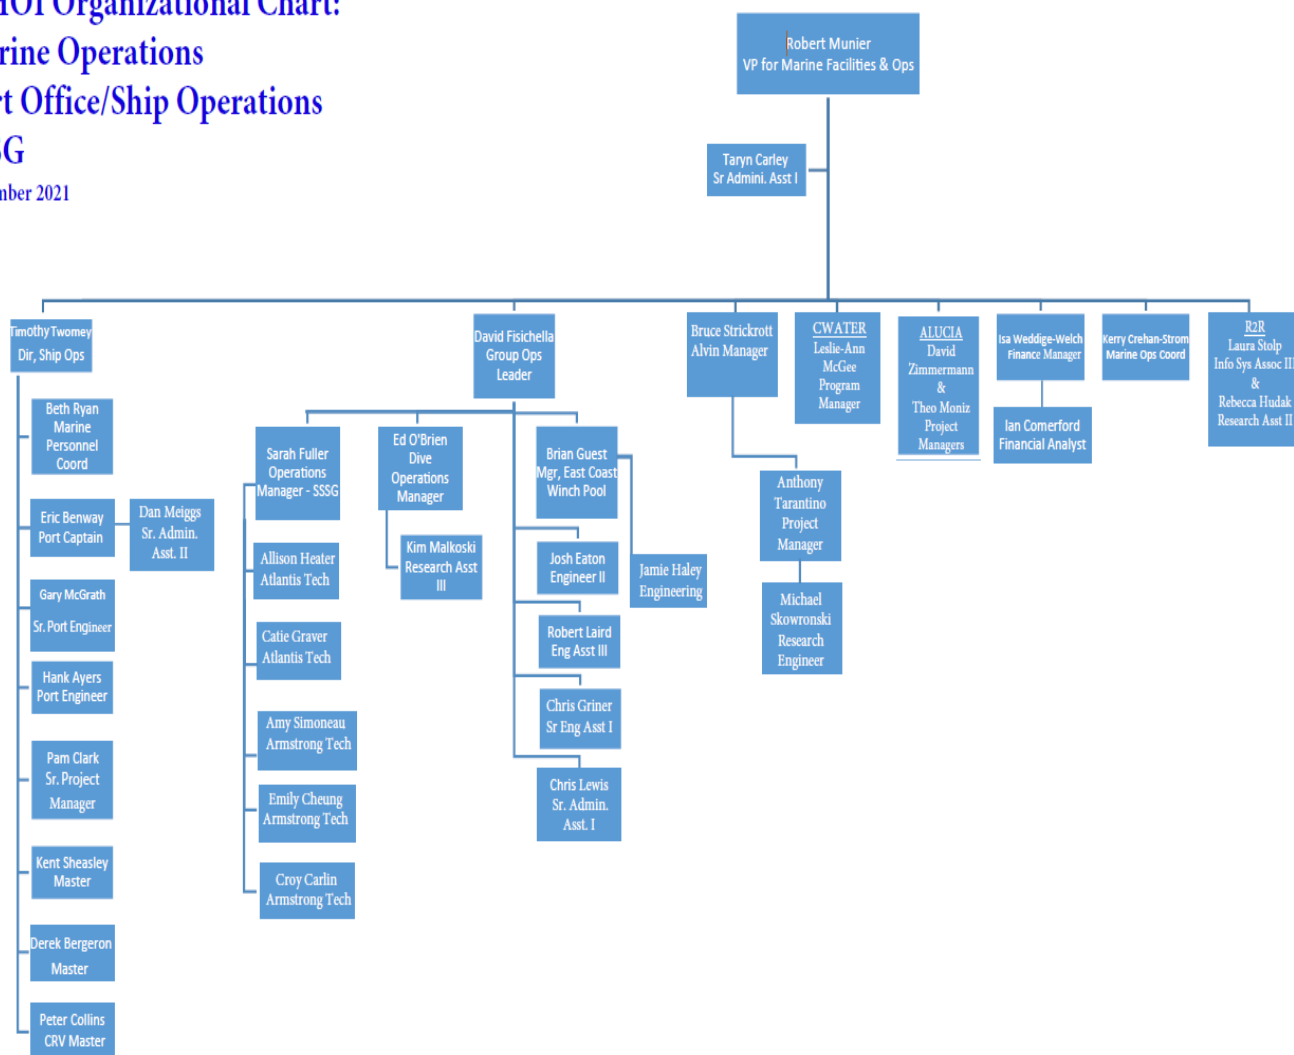 Organizational Chart:
Operations
Office/Ship Operations
2021
Robert Munier
VP for Marine Facilities & Ops
Taryn Carley
Sr Admini. Asst I
Timothy Twomey
Dir, Ship Ops
Beth Ryan
Marine
Personnel
Coord
Eric Benway
Port Captain
Dan Meiggs
Sr. Admin.
Asst. II
Gary McGrath
Sr. Port Engineer
Hank Ayers
Port Engineer
Pam Clark
Sr. Project
Manager
Kent Sheasley
Master
Derek Bergeron
Master
Peter Collins
CRV Master
David Fisichella
Group Ops
Leader
Sarah Fuller
Operations
Manager - SSSG
Allison Heater
Atlantis Tech
Catie Graver
Atlantis Tech
Amy Simoneau
Armstrong Tech
Emily Cheung
Armstrong Tech
Croy Carlin
Armstrong Tech
Ed O'Brien
Dive
Operations
Manager
Kim Malkoski
Research Asst
III
Brian Guest
Mgr, East Coast
Winch Pool
Jamie Haley
Engineering
Josh Eaton
Engineer II
Robert Laird
Eng Asst III
Chris Griner
Sr Eng Asst I
Chris Lewis
Sr. Admin.
Asst. I
Bruce Strickrott
Alvin Manager
Anthony
Tarantino
Project
Manager
Michael
Skowronski
Research
Engineer
CWATER
Leslie-Ann
McGee
Program
Manager
ALUCIA
David
Zimmermann
&
Theo Moniz
Project
Managers
Isa Weddige-Welch
Finance Manager
Ian Comerford
Financial Analyst
Kerry Crehan-Strom
Marine Ops Coord
R2R
Laura Stolp
Info Sys Assoc III
&
Rebecca Hudak
Research Asst II